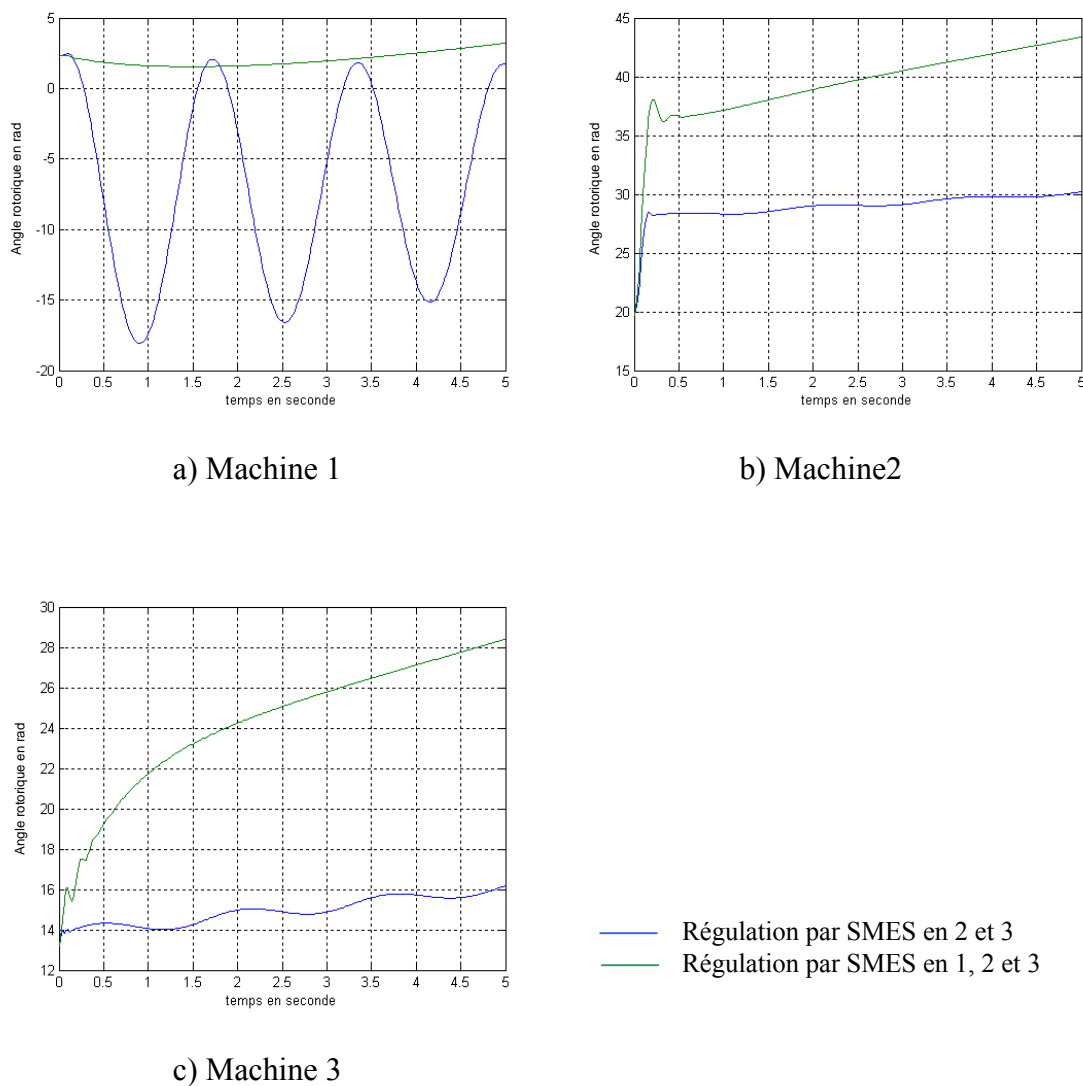 5
0
-5
-10
-15
-20
Angle rotorique en rad
0 0.5 1 1.5 2 2.5 3 3.5 4 4.5 5
temps en seconde
a) Machine 1
45
40
35
30
25
20
15
Angle rotorique en rad
0 0.5 1 1.5 2 2.5 3 3.5 4 4.5 5
temps en seconde
b) Machine2
30
28
26
24
22
20
18
16
14
12
Angle rotorique en rad
0 0.5 1 1.5 2 2.5 3 3.5 4 4.5 5
temps en seconde
c) Machine 3
Régulation par SMES en 2 et 3
Régulation par SMES en 1, 2 et 3